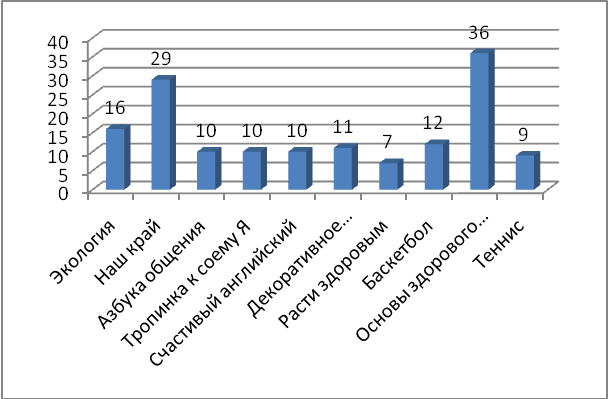 40
35
30
25
20
15
10
5
0
16
29
10
10
10
11
7
12
36
9
Экология
Наш край
Азбука общения
Тропинка к соему Я
Счастивый английский
Декоративное...
Расти здоровым
Баскетбол
Основы здорового...
Теннис